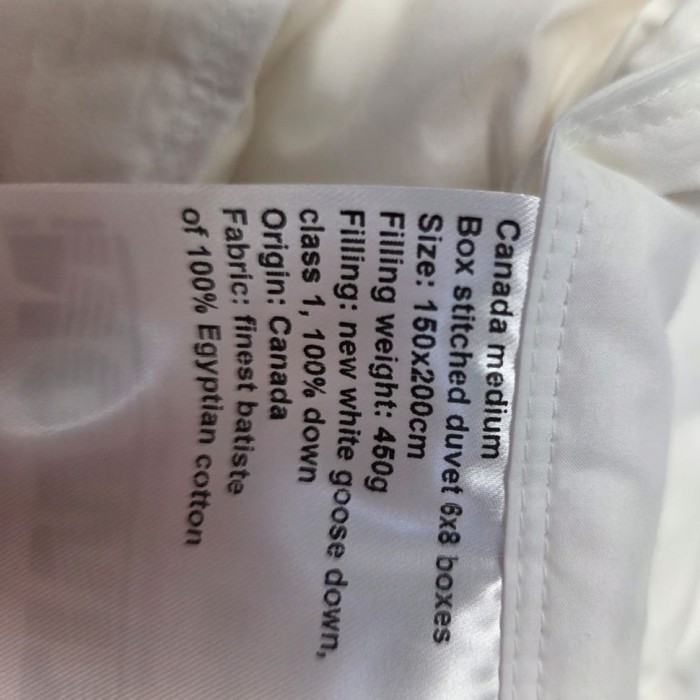 Canada medium
Box stitched duvet 6x8 boxes
Size: 150x200cm
Filling weight: 450g
Filling: new white goose down,
class 1, 100% down
Origin: Canada
Fabric: finest batiste
of 100% Egyptian cotton